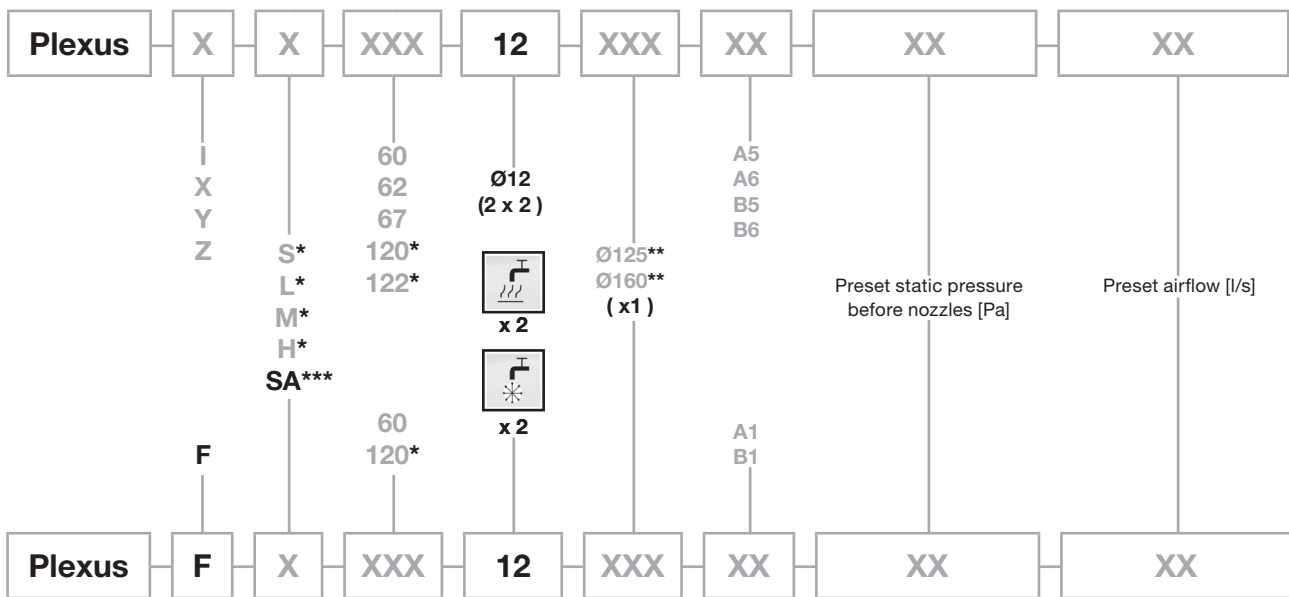 Plexus X X XXX 12 XXX XX XX XX
I
X
Y
Z
S*
L*
M*
H*
SA***
60
62
67
120*
122*
Ø12
(2 x 2 )
x 2
x 2
Ø125**
Ø160**
( x1 )
A5
A6
B5
B6
Preset static pressure
before nozzles [Pa]
Preset airflow [l/s]
F
60
120*
A1
B1
Plexus F X XXX 12 XXX XX XX XX